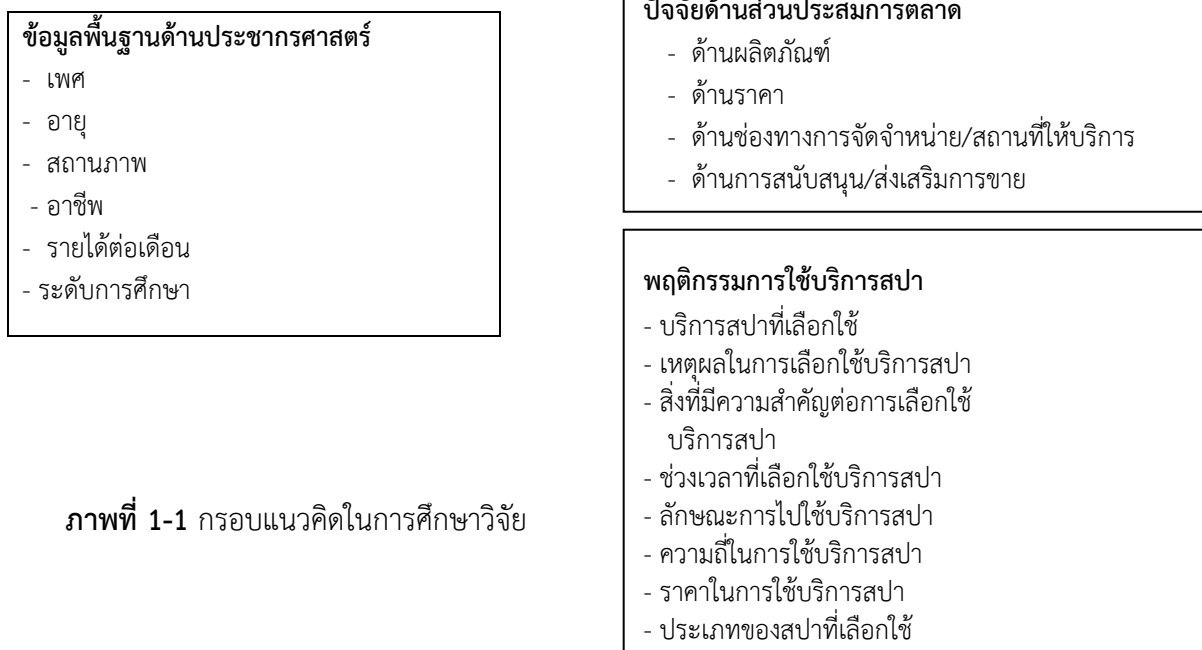 ข้อมูลพื้นฐานด้านประชากรศาสตร์
- เพศ
- อายุ
- สถานภาพ
- อาชีพ
- รายได้ต่อเดือน
- ระดับการศึกษา
ปัจจัยด้านส่วนประสมการตลาด
- ด้านผลิตภัณฑ์
- ด้านราคา
- ด้านช่องทางการจัดจำหน่าย/สถานที่ให้บริการ
- ด้านการสนับสนุน/ส่งเสริมการขาย
พฤติกรรมการใช้บริการสปา
- บริการสปาที่เลือกใช้
- เหตุผลในการเลือกใช้บริการสปา
- สิ่งที่มีความสำคัญต่อการเลือกใช้
บริการสปา
- ช่วงเวลาที่เลือกใช้บริการสปา
- ลักษณะการไปใช้บริการสปา
- ความถี่ในการใช้บริการสปา
- ราคาในการใช้บริการสปา
- ประเภทของสปาที่เลือกใช้
ภาพที่ 1-1 กรอบแนวคิดในการศึกษาวิจัย